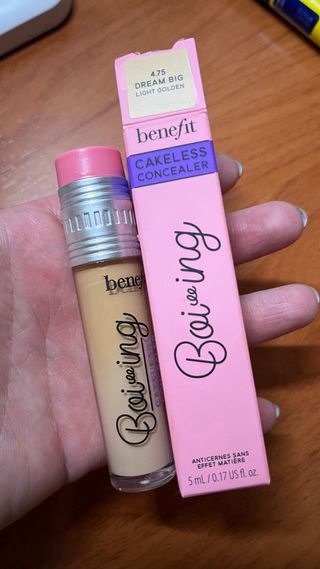 4.75
DREAM BIG
LIGHT GOLDEN
benefit
CAKELESS
CONCEALER
Boi-ing
ANTICERNES SANS
EFFET MATIÈRE
5 mL / 0.17 US fl. oz.
benefit
Boi-ing